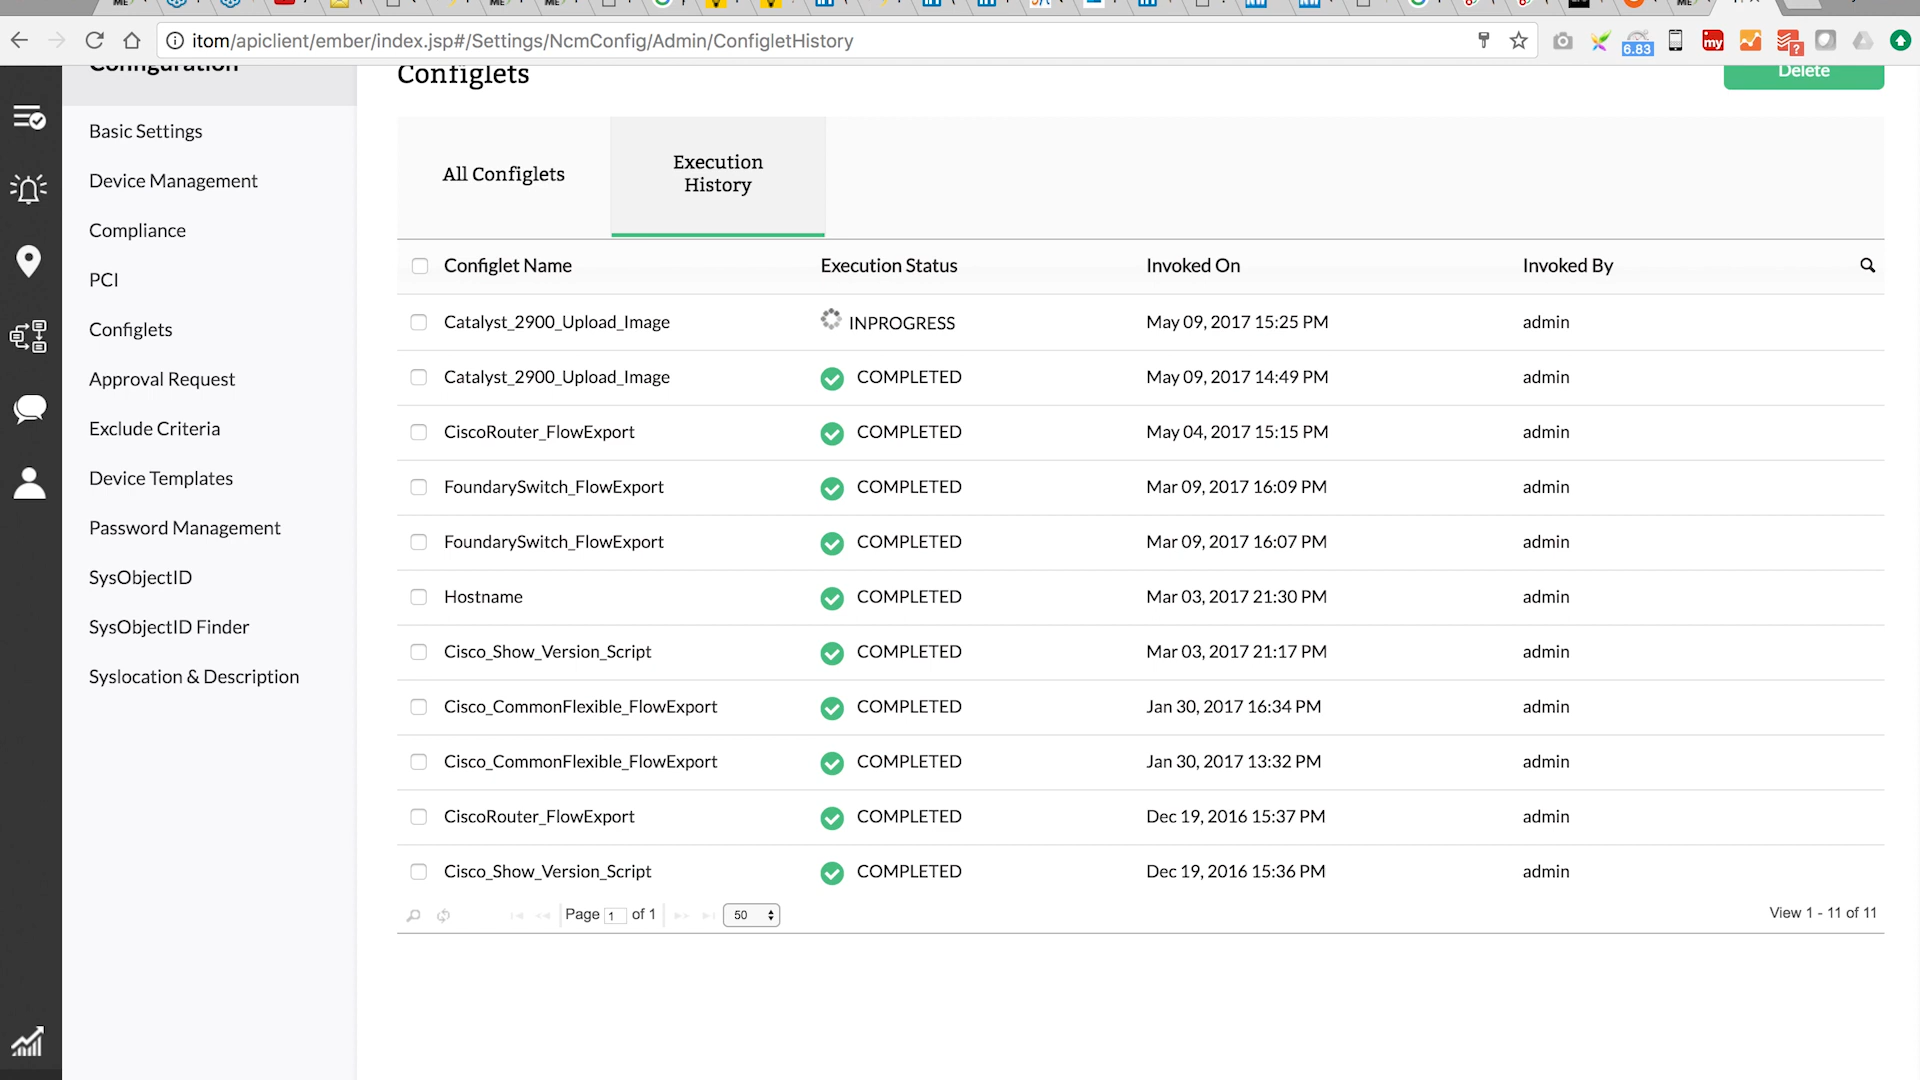 itom/apiclient/ember/index.jsp#/Settings/NcmConfig/Admin/ConfigletHistory
6.83
my
?
Configuration
Basic Settings
Device Management
Compliance
PCI
Configlets
Approval Request
Exclude Criteria
Device Templates
Password Management
SysObjectID
SysObjectID Finder
Syslocation & Description
Configlets
Delete
All Configlets
Execution
History
Configlet Name Execution Status Invoked On Invoked By
Catalyst_2900_Upload_Image INPROGRESS May 09, 2017 15:25 PM admin
Catalyst_2900_Upload_Image COMPLETED May 09, 2017 14:49 PM admin
CiscoRouter_FlowExport COMPLETED May 04, 2017 15:15 PM admin
FoundarySwitch_FlowExport COMPLETED Mar 09, 2017 16:09 PM admin
FoundarySwitch_FlowExport COMPLETED Mar 09, 2017 16:07 PM admin
Hostname COMPLETED Mar 03, 2017 21:30 PM admin
Cisco_Show_Version_Script COMPLETED Mar 03, 2017 21:17 PM admin
Cisco_CommonFlexible_FlowExport COMPLETED Jan 30, 2017 16:34 PM admin
Cisco_CommonFlexible_FlowExport COMPLETED Jan 30, 2017 13:32 PM admin
CiscoRouter_FlowExport COMPLETED Dec 19, 2016 15:37 PM admin
Cisco_Show_Version_Script COMPLETED Dec 19, 2016 15:36 PM admin
Page 1 of 1 50 View 1 - 11 of 11